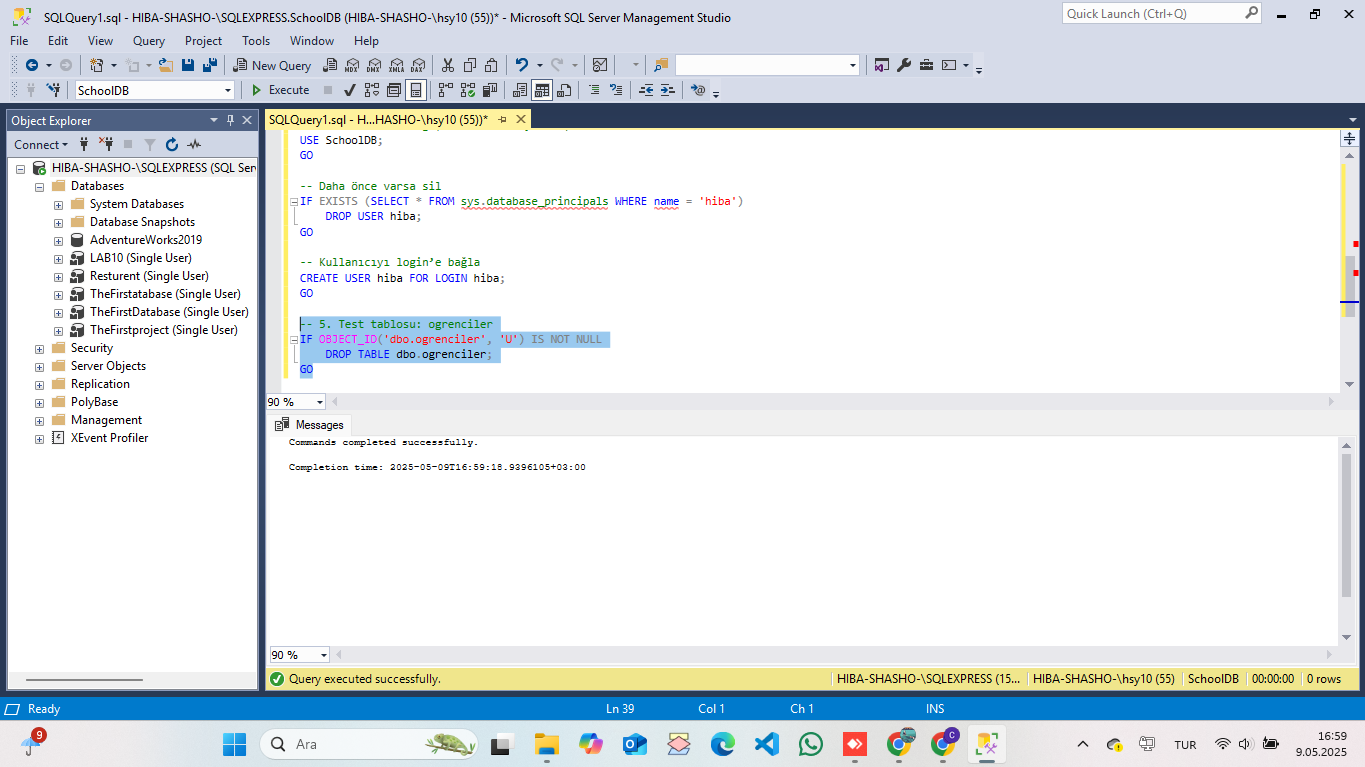 SQLQuery1.sql - HIBA-SHASHO-\SQLEXPRESS.SchoolDB (HIBA-SHASHO-\hsy10 (55))* - Microsoft SQL Server Management Studio
Quick Launch (Ctrl+Q)
File Edit View Query Project Tools Window Help
New Query MDX DMX XMLA DAX
SchoolDB Execute
Object Explorer
Connect
HIBA-SHASHO-\SQLEXPRESS (SQL Ser
Databases
System Databases
Database Snapshots
AdventureWorks2019
LAB10 (Single User)
Resturent (Single User)
TheFirstatabase (Single User)
TheFirstDatabase (Single User)
TheFirstproject (Single User)
Security
Server Objects
Replication
PolyBase
Management
XEvent Profiler
SQLQuery1.sql - H...HASHO-\hsy10 (55))*
USE SchoolDB;
GO
-- Daha önce varsa sil
IF EXISTS (SELECT * FROM sys.database_principals WHERE name = 'hiba')
DROP USER hiba;
GO
-- Kullanıcıyı login’e bağla
CREATE USER hiba FOR LOGIN hiba;
GO
-- 5. Test tablosu: ogrenciler
IF OBJECT_ID('dbo.ogrenciler', 'U') IS NOT NULL
DROP TABLE dbo.ogrenciler;
GO
90 %
Messages
Commands completed successfully.
Completion time: 2025-05-09T16:59:18.9396105+03:00
90 %
Query executed successfully. HIBA-SHASHO-\SQLEXPRESS (15... HIBA-SHASHO-\hsy10 (55) SchoolDB 00:00:00 0 rows
Ready Ln 39 Col 1 Ch 1 INS
9
Ara
C
TUR
16:59
9.05.2025